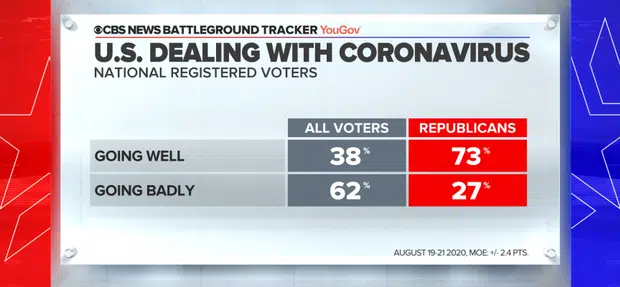 CBS NEWS BATTLEGROUND TRACKER YouGov
U.S. DEALING WITH CORONAVIRUS
NATIONAL REGISTERED VOTERS
ALL VOTERS REPUBLICANS
GOING WELL 38% 73%
GOING BADLY 62% 27%
AUGUST 19-21 2020, MOE: +/- 2.4 PTS.